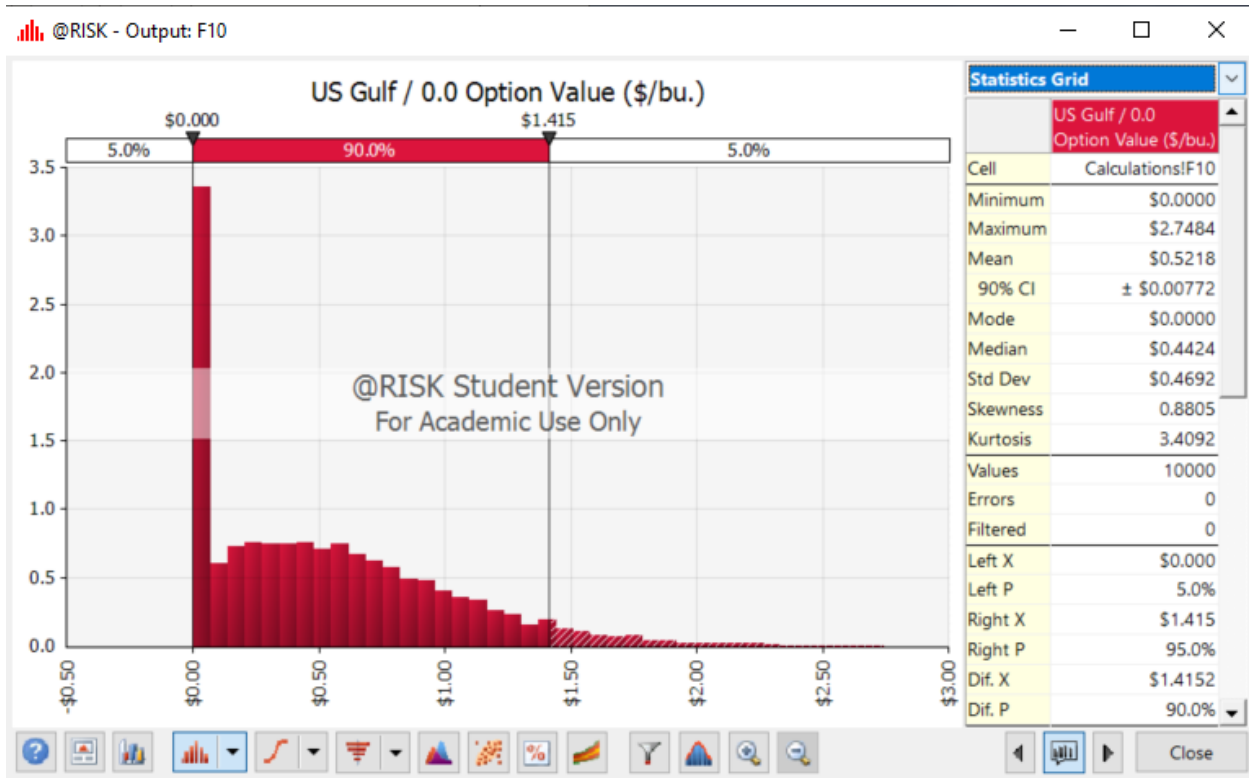 @RISK - Output: F10
US Gulf / 0.0 Option Value ($/bu.)
$0.000 $1.415
5.0% 90.0% 5.0%
3.5
3.0
2.5
2.0
1.5
1.0
0.5
0.0
-$0.50 $0.00 $0.50 $1.00 $1.50 $2.00 $2.50 $3.00
@RISK Student Version
For Academic Use Only
Statistics Grid
US Gulf / 0.0
Option Value ($/bu.)
Cell Calculations!F10
Minimum $0.0000
Maximum $2.7484
Mean $0.5218
90% CI ± $0.00772
Mode $0.0000
Median $0.4424
Std Dev $0.4692
Skewness 0.8805
Kurtosis 3.4092
Values 10000
Errors 0
Filtered 0
Left X $0.000
Left P 5.0%
Right X $1.415
Right P 95.0%
Dif. X $1.4152
Dif. P 90.0%
?
%
Close